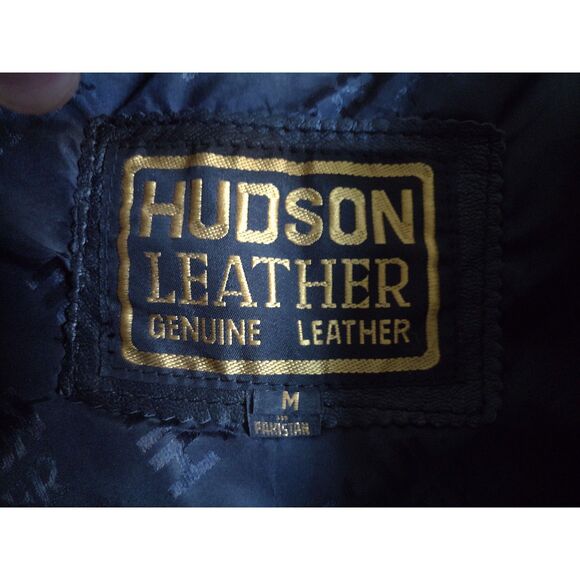 HUDSON
LEATHER
GENUINE LEATHER
M
PAKISTAN